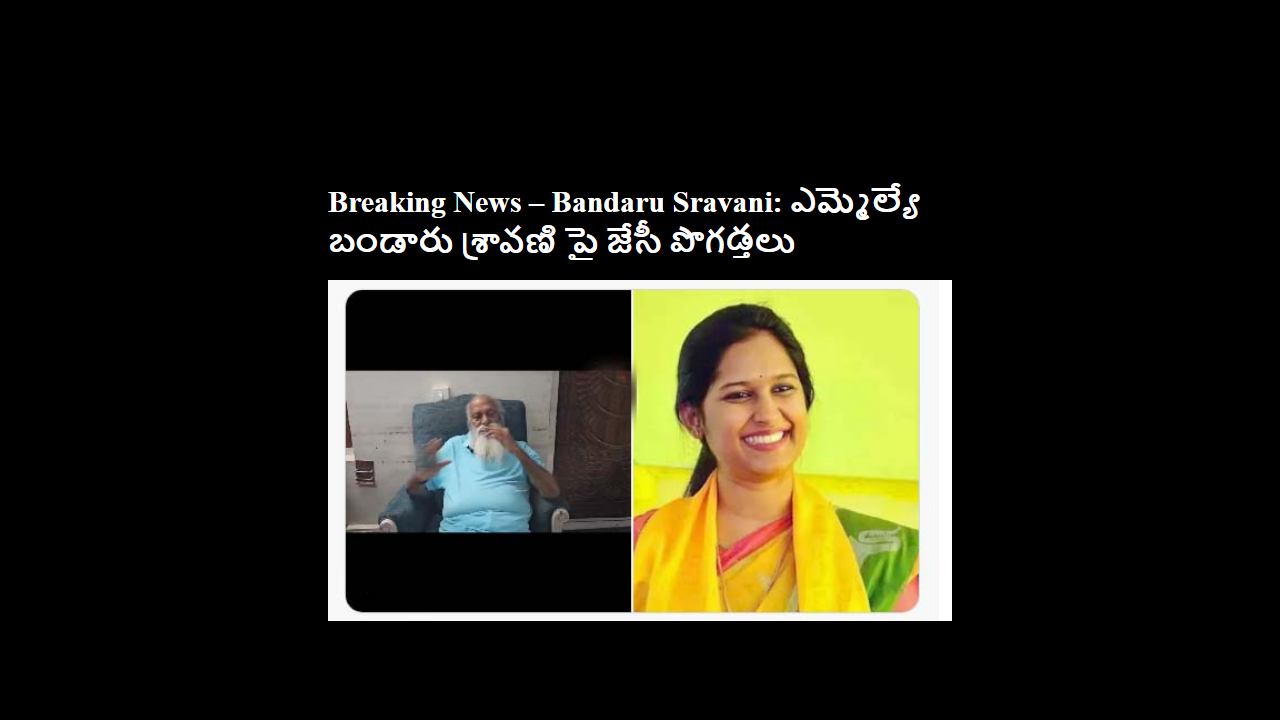 Breaking News – Bandaru Sravani: ఎమ్మెల్యే
బండారు శ్రావణి పై జేసీ పొగడ్తలు